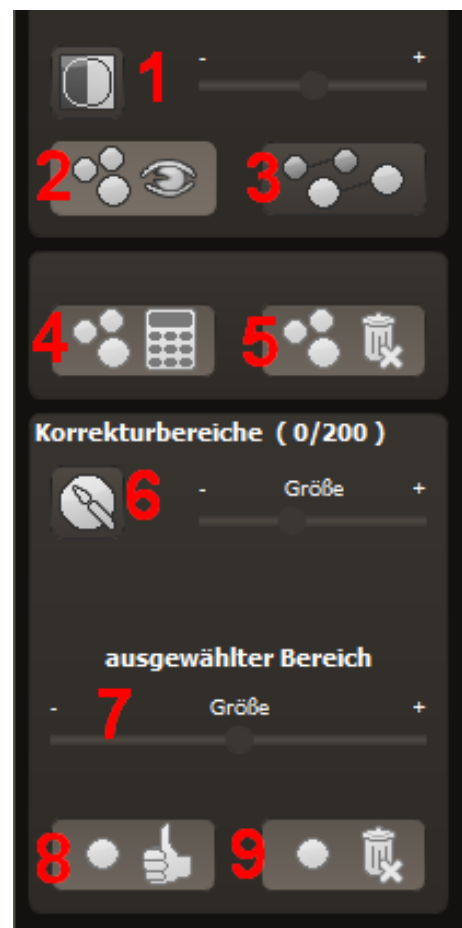 1
- +
2
3
4
5
Korrekturbereiche ( 0/200 )
6
- Größe +
ausgewählter Bereich
7
- Größe +
8
9